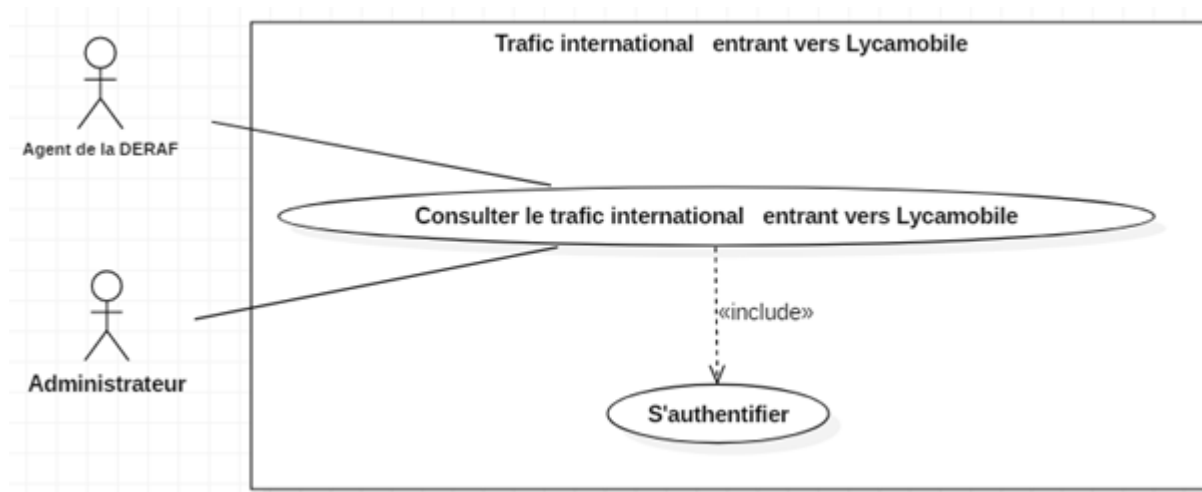 Trafic international entrant vers Lycamobile
Agent de la DERAF
Consulter le trafic international entrant vers Lycamobile
«include»
Administrateur
S'authentifier